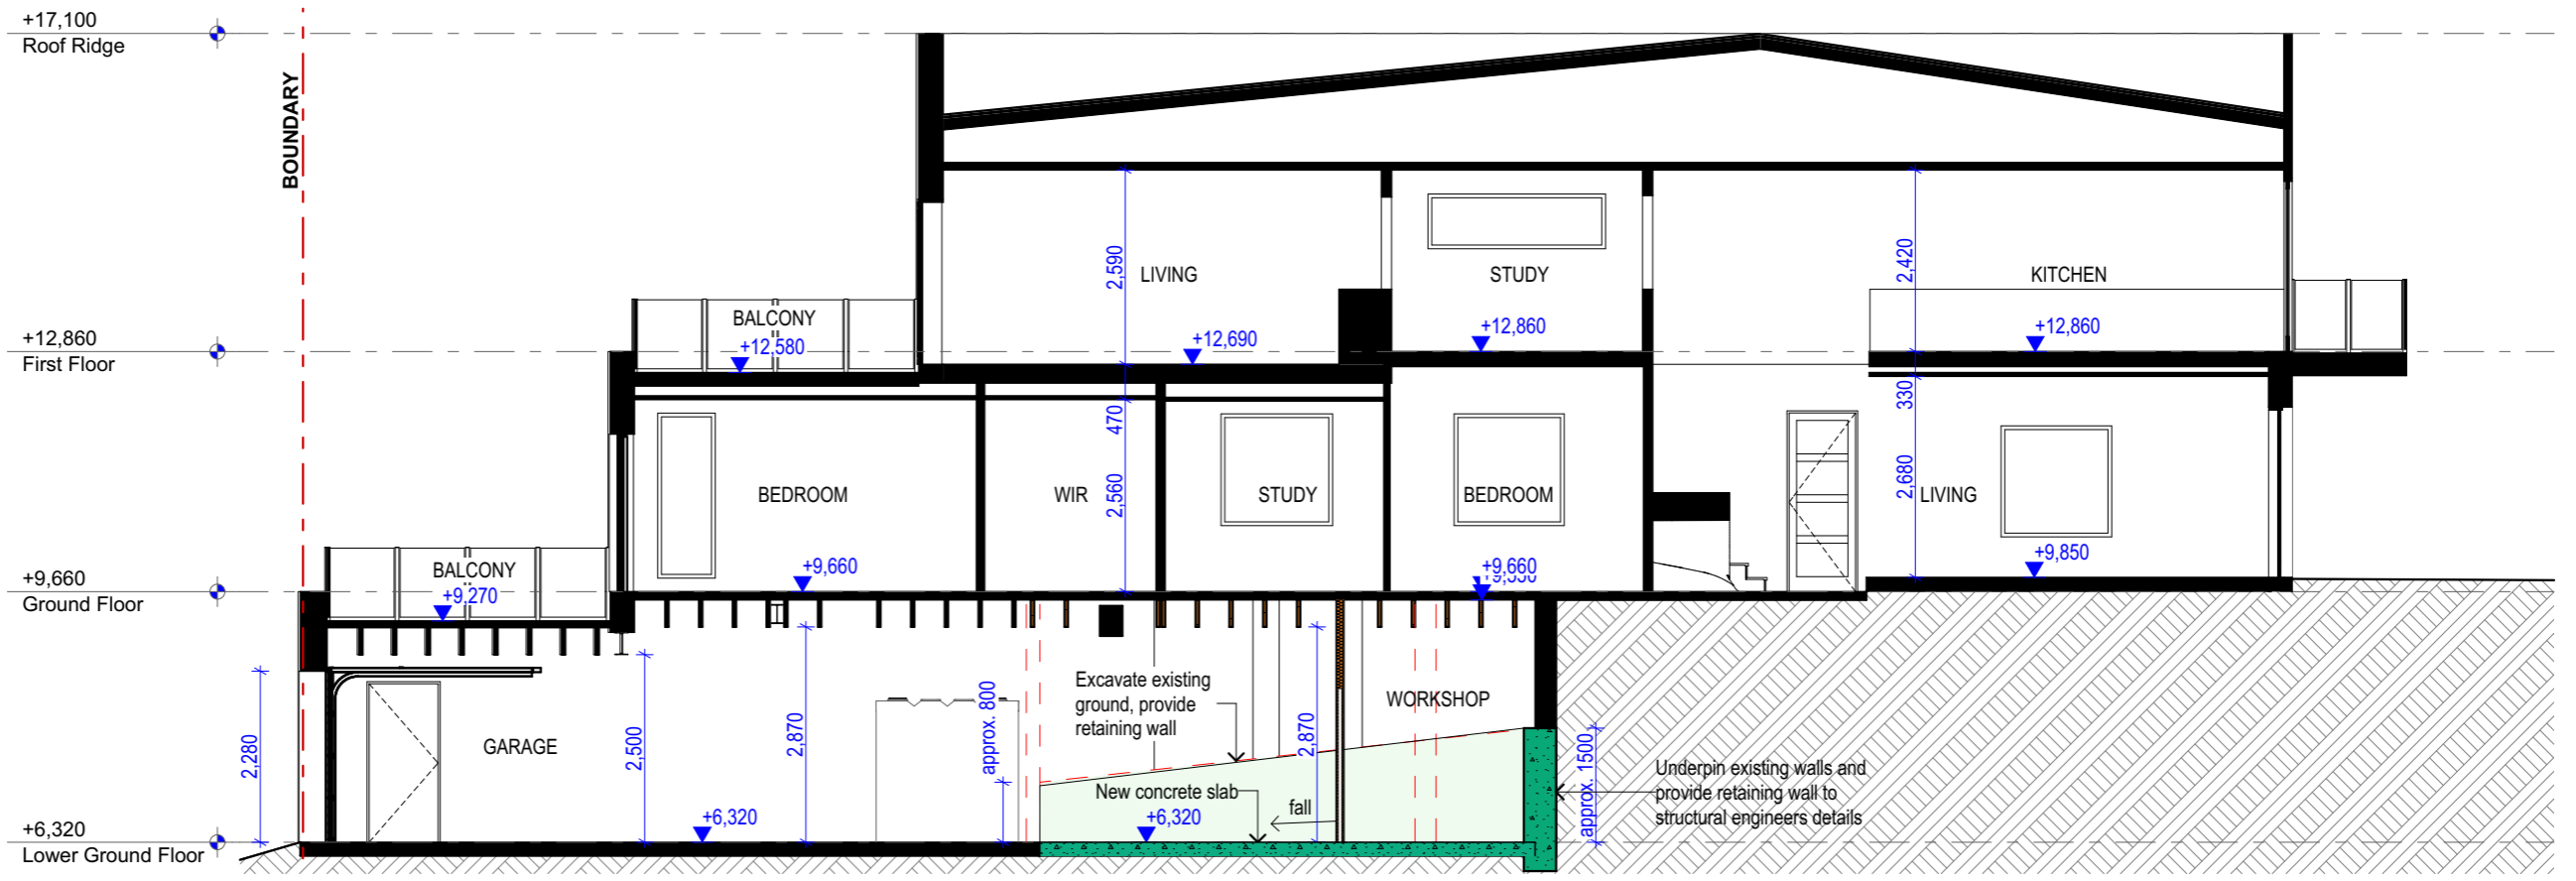 +17,100
Roof Ridge
BOUNDARY
2,590
LIVING
STUDY
2,420
KITCHEN
BALCONY
+12,580
+12,690
+12,860
+12,860
+12,860
First Floor
470
330
BEDROOM
WIR
2,560
STUDY
BEDROOM
2,680
LIVING
BALCONY
+9,270
+9,660
+9,660
+9,850
+9,660
Ground Floor
2,280
GARAGE
2,500
2,870
approx. 800
Excavate existing
ground, provide
retaining wall
2,870
WORKSHOP
New concrete slab
fall
approx. 1500
Underpin existing walls and
provide retaining wall to
structural engineers details
+6,320
+6,320
+6,320
Lower Ground Floor